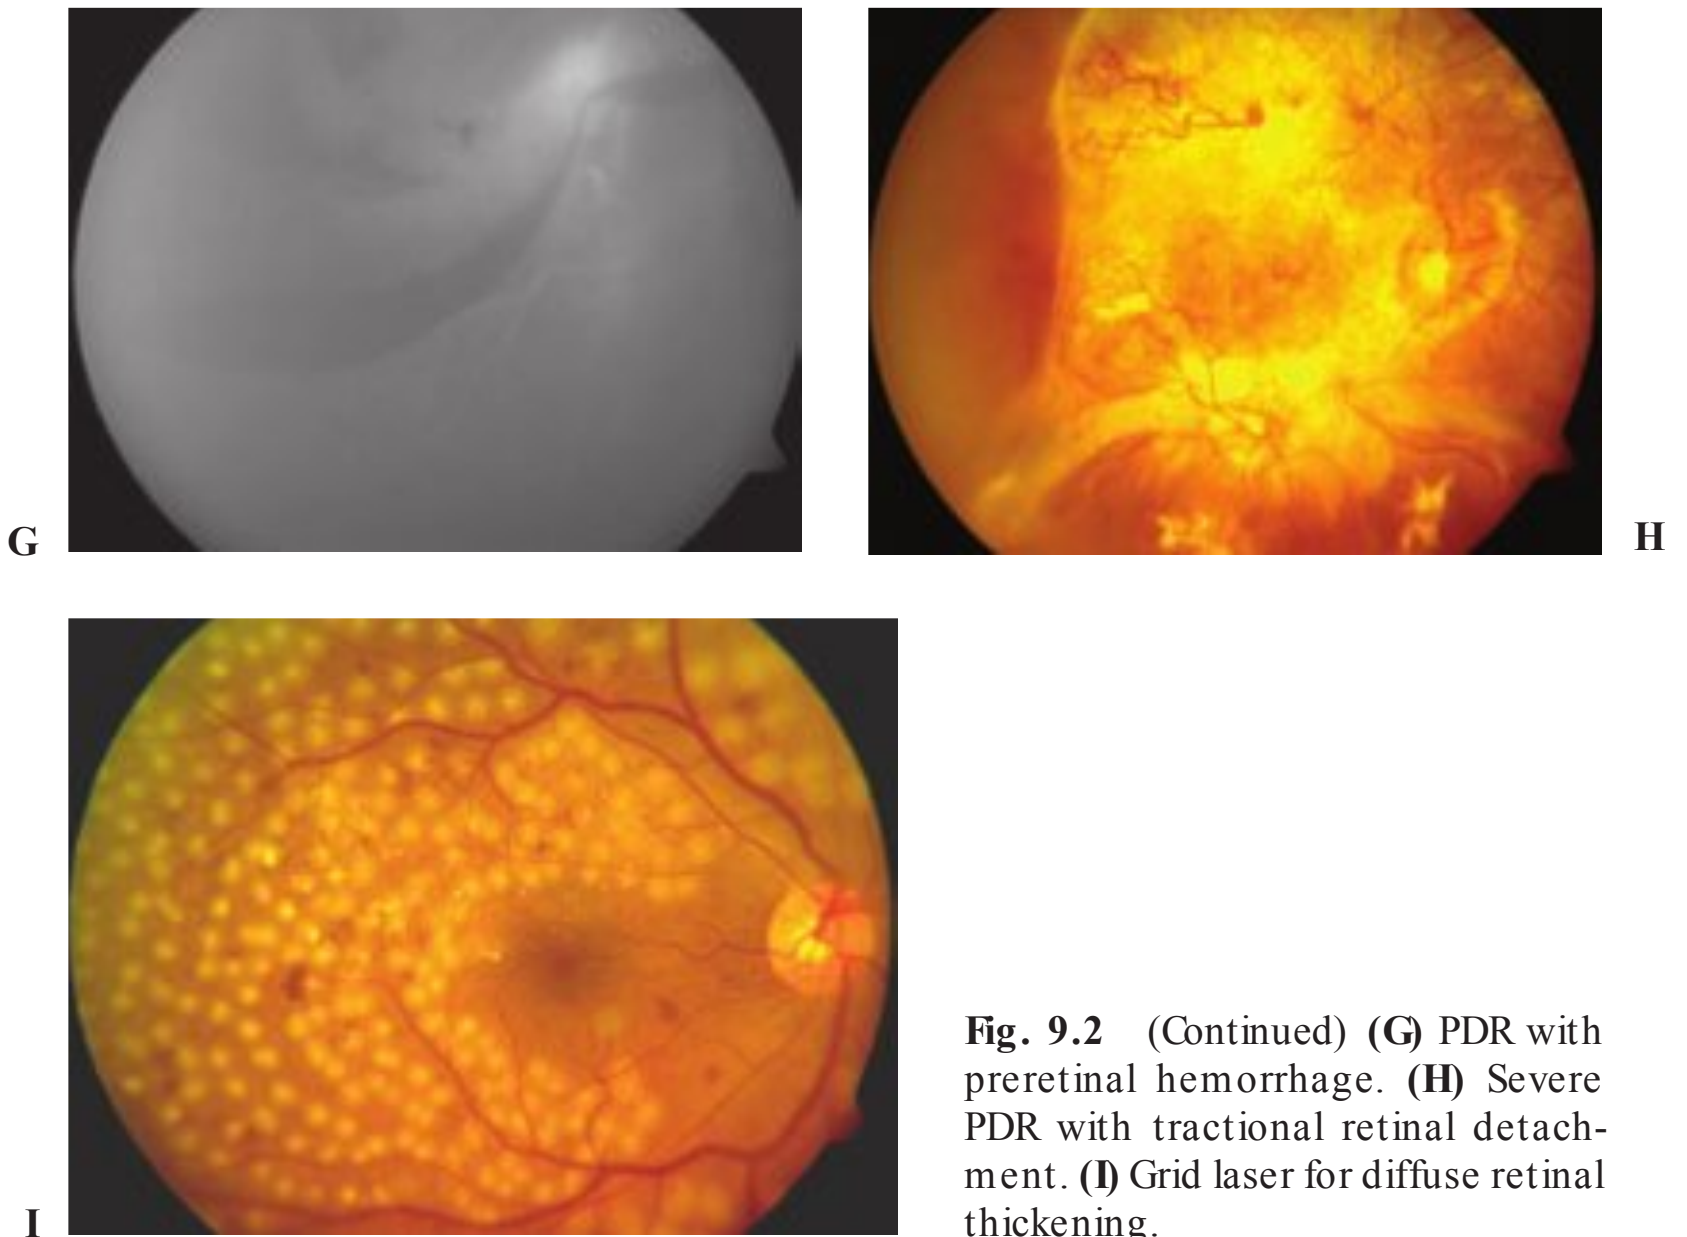 G
H
I
Fig. 9.2 (Continued) (G) PDR with
preretinal hemorrhage. (H) Severe
PDR with tractional retinal detach-
ment. (I) Grid laser for diffuse retinal
thickening.